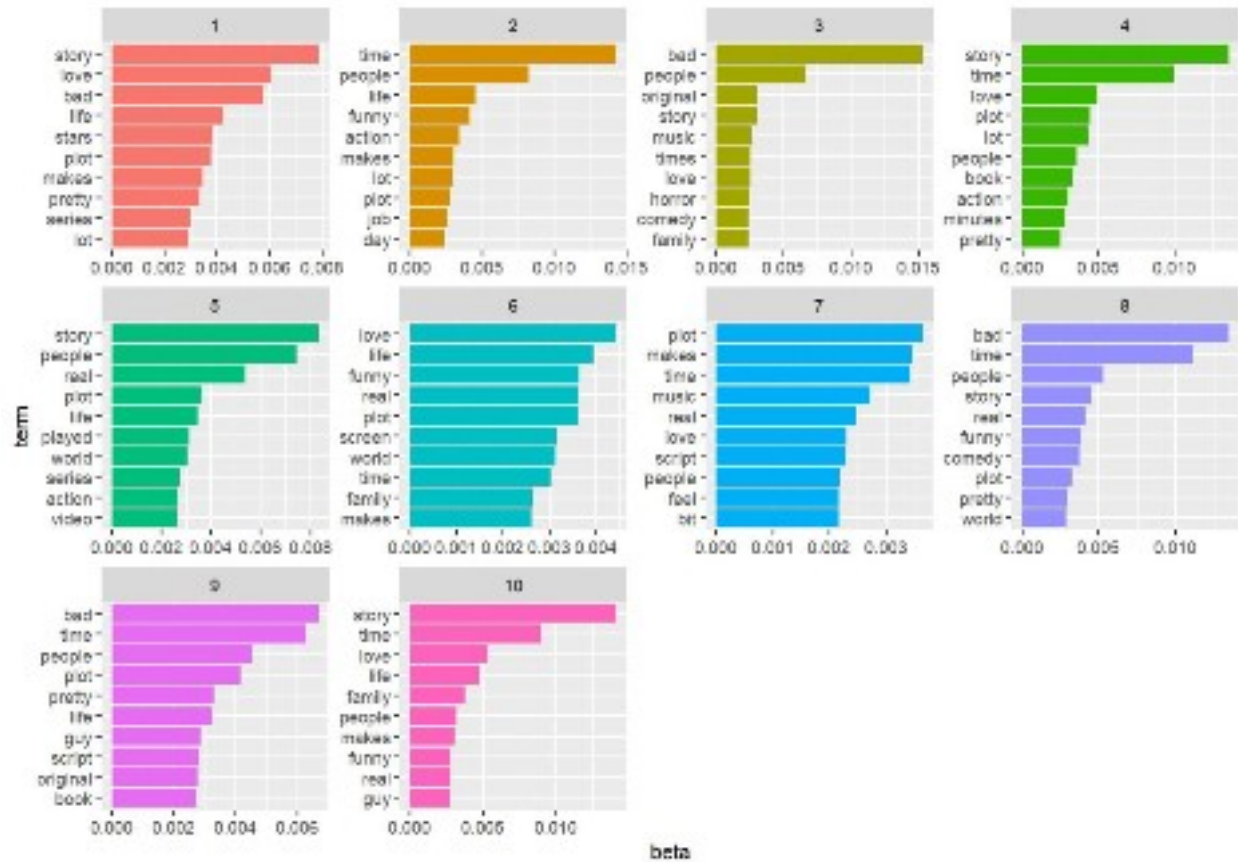 1
story
love
bad
life
stars
plot
makes
pretty
series
lot
0.000 0.002 0.004 0.006 0.008
2
time
people
life
funny
action
makes
lot
plot
job
day
0.000 0.005 0.010 0.015
3
bad
people
original
story
music
times
love
horror
comedy
family
0.000 0.005 0.010 0.015
4
story
time
love
plot
lot
people
book
action
minutes
pretty
0.000 0.005 0.010
term
5
story
people
real
plot
life
played
world
series
action
video
0.000 0.002 0.004 0.006 0.008
6
love
life
funny
real
plot
screen
world
time
family
makes
0.000 0.001 0.002 0.003 0.004
7
plot
makes
time
music
real
love
script
people
feel
bit
0.000 0.001 0.002 0.003
8
bad
time
people
story
real
funny
comedy
plot
pretty
world
0.000 0.005 0.010
9
bad
time
people
plot
pretty
life
guy
script
original
book
0.000 0.002 0.004 0.006
10
story
time
love
life
family
people
makes
funny
real
guy
0.000 0.005 0.010
beta